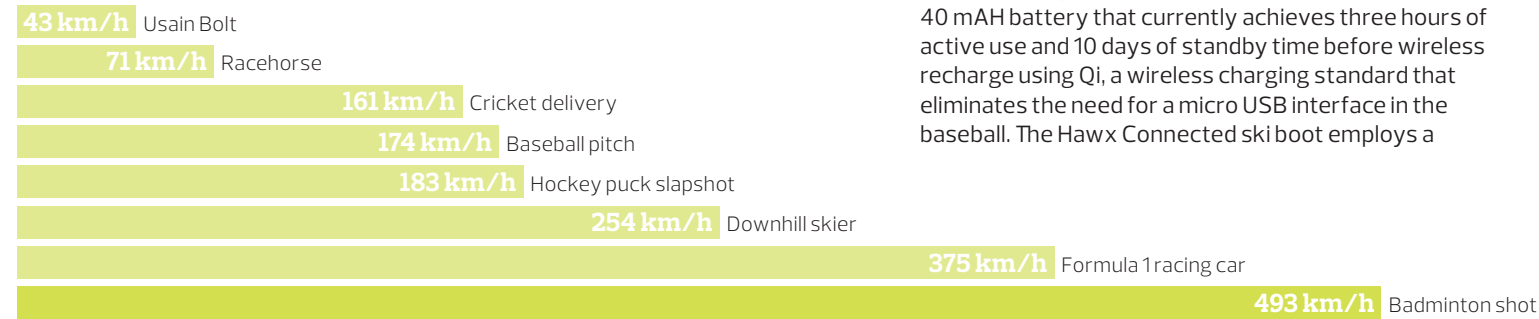 43 km/h Usain Bolt
71 km/h Racehorse
161 km/h Cricket delivery
174 km/h Baseball pitch
183 km/h Hockey puck slapshot
254 km/h Downhill skier
375 km/h Formula 1 racing car
493 km/h Badminton shot
40 mAH battery that currently achieves three hours of
active use and 10 days of standby time before wireless
recharge using Qi, a wireless charging standard that
eliminates the need for a micro USB interface in the
baseball. The Hawx Connected ski boot employs a